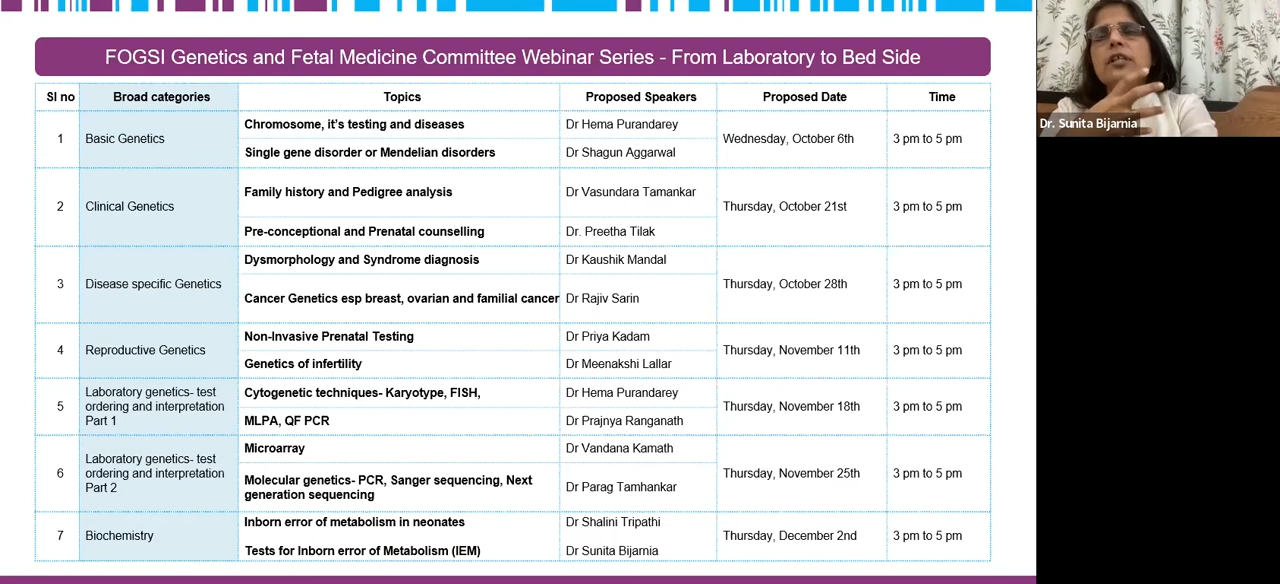 FOGSI Genetics and Fetal Medicine Committee Webinar Series - From Laboratory to Bed Side
Sl no Broad categories Topics Proposed Speakers Proposed Date Time
1 Basic Genetics Chromosome, it's testing and diseases Dr Hema Purandarey Wednesday, October 6th 3 pm to 5 pm
Single gene disorder or Mendelian disorders Dr Shagun Aggarwal
2 Clinical Genetics Family history and Pedigree analysis Dr Vasundara Tamankar Thursday, October 21st 3 pm to 5 pm
Pre-conceptional and Prenatal counselling Dr. Preetha Tilak
3 Disease specific Genetics Dysmorphology and Syndrome diagnosis Dr Kaushik Mandal Thursday, October 28th 3 pm to 5 pm
Cancer Genetics esp breast, ovarian and familial cancer Dr Rajiv Sarin
4 Reproductive Genetics Non-Invasive Prenatal Testing Dr Priya Kadam Thursday, November 11th 3 pm to 5 pm
Genetics of infertility Dr Meenakshi Lallar
5 Laboratory genetics- test
ordering and interpretation
Part 1 Cytogenetic techniques- Karyotype, FISH, Dr Hema Purandarey Thursday, November 18th 3 pm to 5 pm
MLPA, QF PCR Dr Prajnya Ranganath
6 Laboratory genetics- test
ordering and interpretation
Part 2 Microarray Dr Vandana Kamath Thursday, November 25th 3 pm to 5 pm
Molecular genetics- PCR, Sanger sequencing, Next
generation sequencing Dr Parag Tamhankar
7 Biochemistry Inborn error of metabolism in neonates Dr Shalini Tripathi Thursday, December 2nd 3 pm to 5 pm
Tests for Inborn error of Metabolism (IEM) Dr Sunita Bijarnia
Dr. Sunita Bijarnia